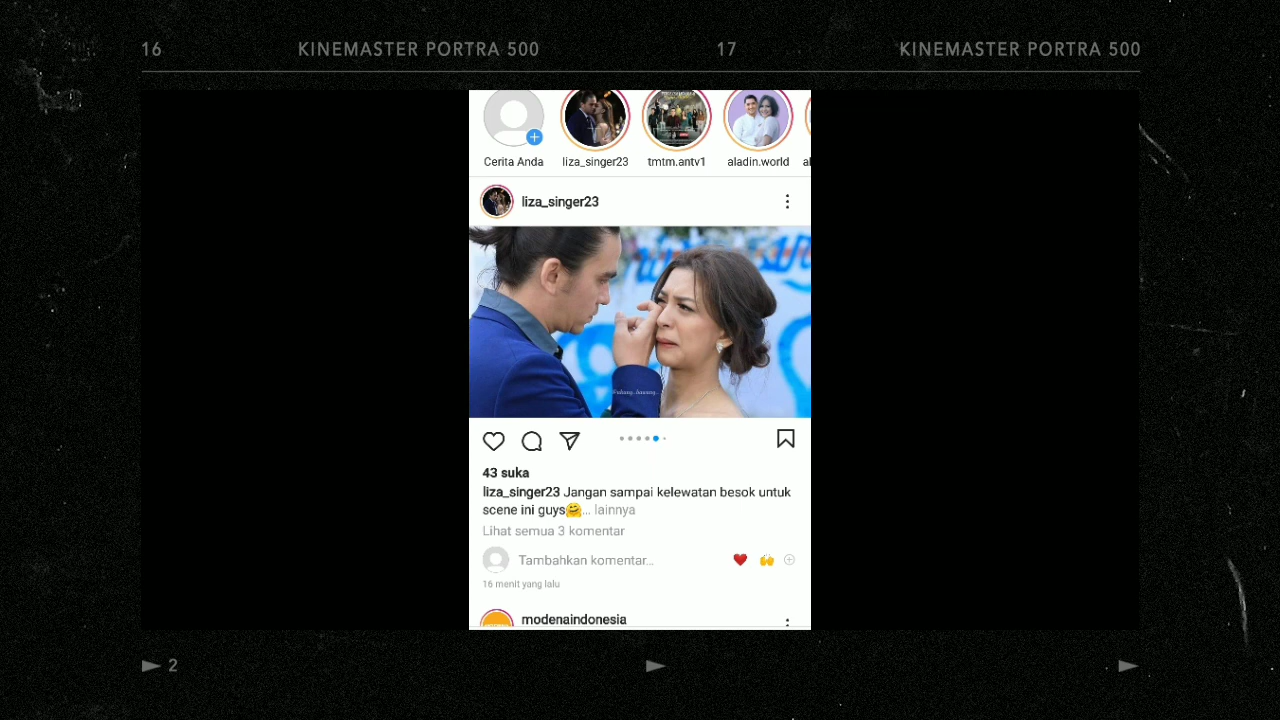 16 KINEMASTER PORTRA 500 17 KINEMASTER PORTRA 500
Cerita Anda liza_singer23 tmtm.antv1 aladin.world al
liza_singer23
43 suka
liza_singer23 Jangan sampai kelewatan besok untuk
scene ini guys🤗... lainnya
Lihat semua 3 komentar
Tambahkan komentar...
16 menit yang lalu
modenaindonesia
2